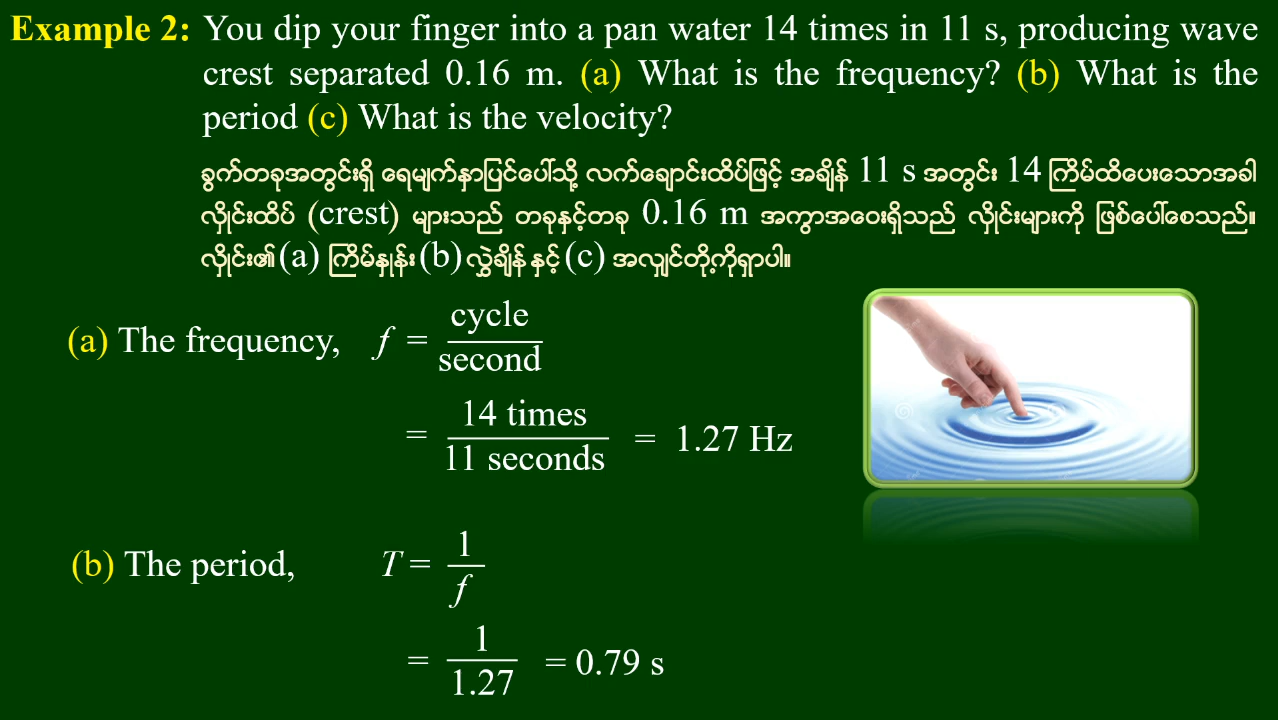 Example 2: You dip your finger into a pan water 14 times in 11 s, producing wave
crest separated 0.16 m. (a) What is the frequency? (b) What is the
period (c) What is the velocity?
ခွက်တခုအတွင်းရှိ ရေမျက်နှာပြင်ပေါ်သို့ လက်ချောင်းထိပ်ဖြင့် အချိန် 11 s အတွင်း 14 ကြိမ်ထိပေးသောအခါ
လှိုင်းထိပ် (crest) များသည် တခုနှင့်တခု 0.16 m အကွာအဝေးရှိသည် လှိုင်းများကို ဖြစ်ပေါ်စေသည်။
လှိုင်း၏ (a) ကြိမ်နှုန်း (b) လွှဲချိန် နှင့် (c) အလျှင်တို့ကိုရှာပါ။
(a) The frequency, f = cycle
second
= 14 times
11 seconds = 1.27 Hz
(b) The period, T = 1
f
= 1
1.27 = 0.79 s